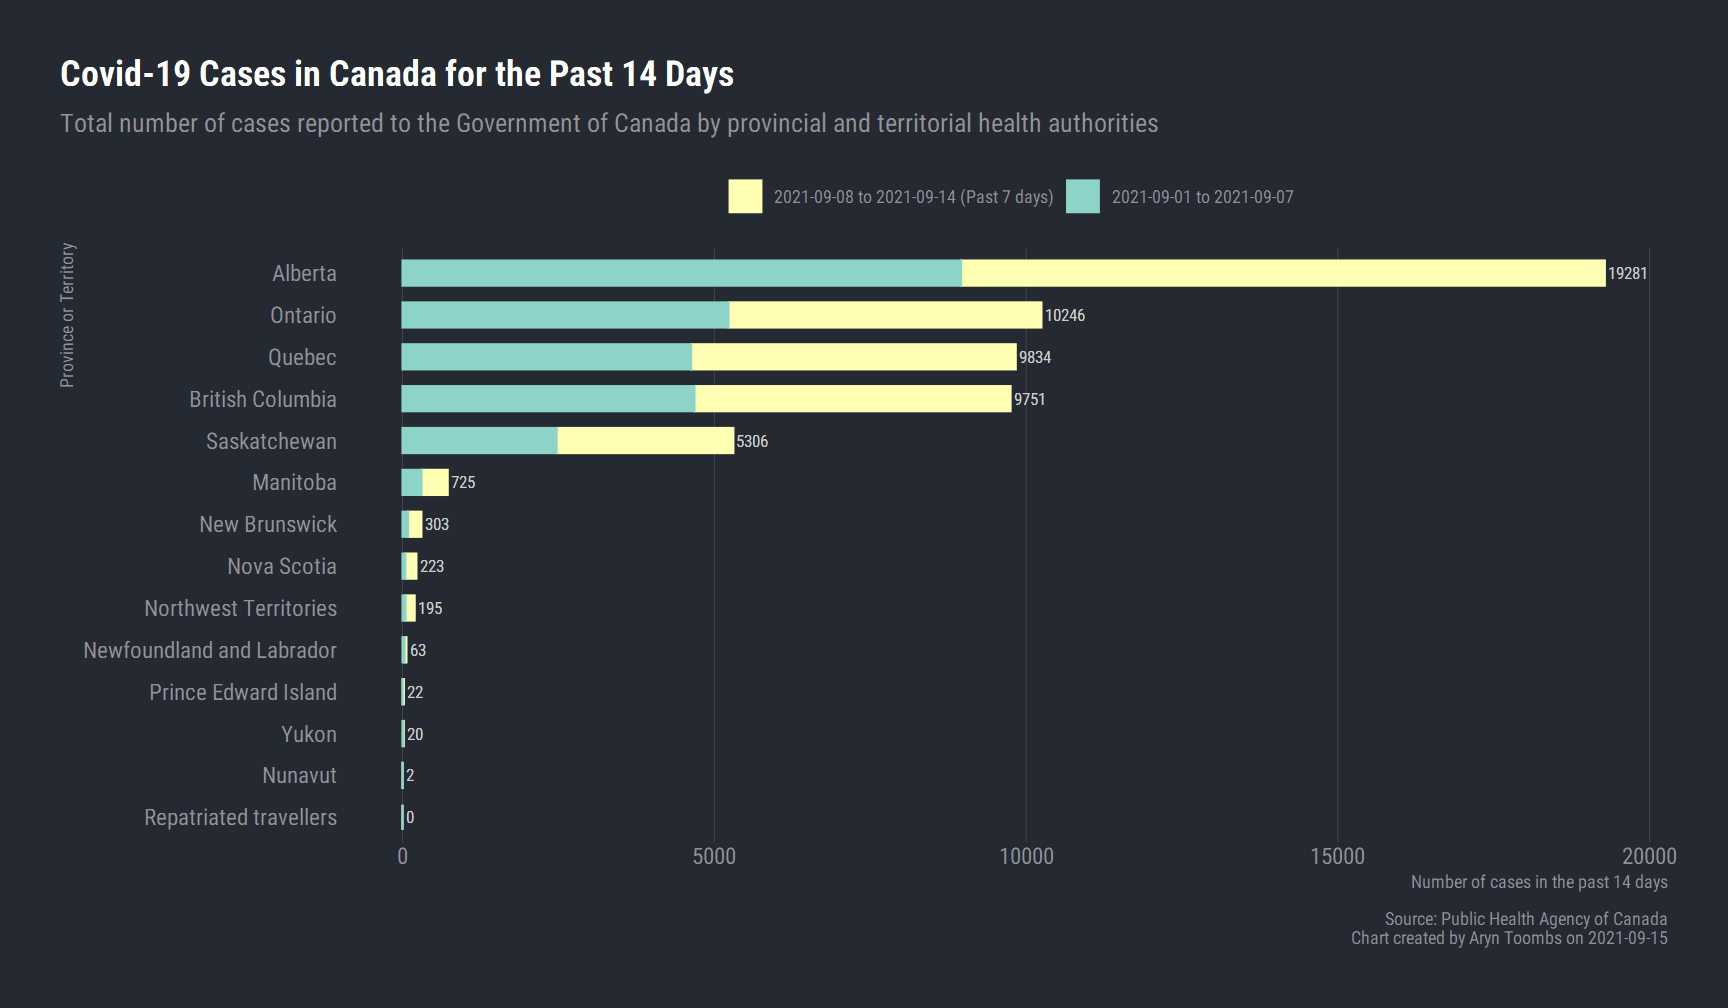 Covid-19 Cases in Canada for the Past 14 Days
Total number of cases reported to the Government of Canada by provincial and territorial health authorities
2021-09-08 to 2021-09-14 (Past 7 days)
2021-09-01 to 2021-09-07
Province or Territory
Alberta 19281
Ontario 10246
Quebec 9834
British Columbia 9751
Saskatchewan 5306
Manitoba 725
New Brunswick 303
Nova Scotia 223
Northwest Territories 195
Newfoundland and Labrador 63
Prince Edward Island 22
Yukon 20
Nunavut 2
Repatriated travellers 0
0 5000 10000 15000 20000
Number of cases in the past 14 days
Source: Public Health Agency of Canada
Chart created by Aryn Toombs on 2021-09-15